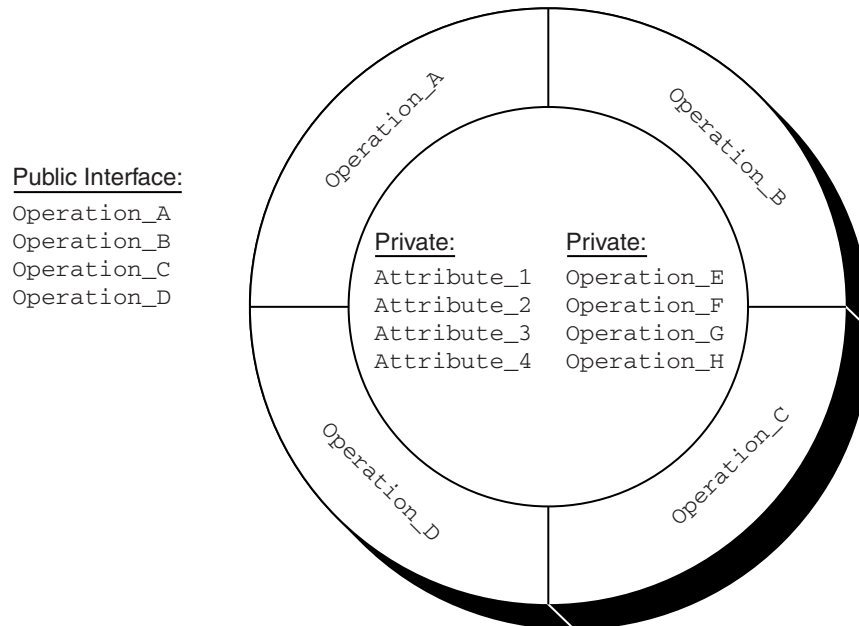 Operation_A
Operation_B
Public Interface:
Operation_A
Operation_B
Operation_C
Operation_D
Private:
Attribute_1
Attribute_2
Attribute_3
Attribute_4
Private:
Operation_E
Operation_F
Operation_G
Operation_H
Operation_D
Operation_C